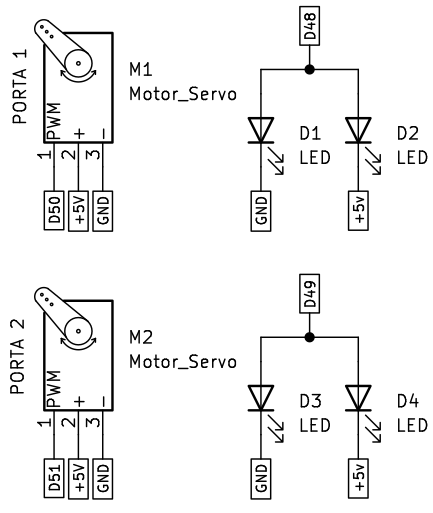 PORTA 1
PWM
+
-
1
2
3
D50
+5V
GND
M1
Motor_Servo
D48
D1
LED
D2
LED
GND
+5v
PORTA 2
PWM
+
-
1
2
3
D51
+5V
GND
M2
Motor_Servo
D49
D3
LED
D4
LED
GND
+5v